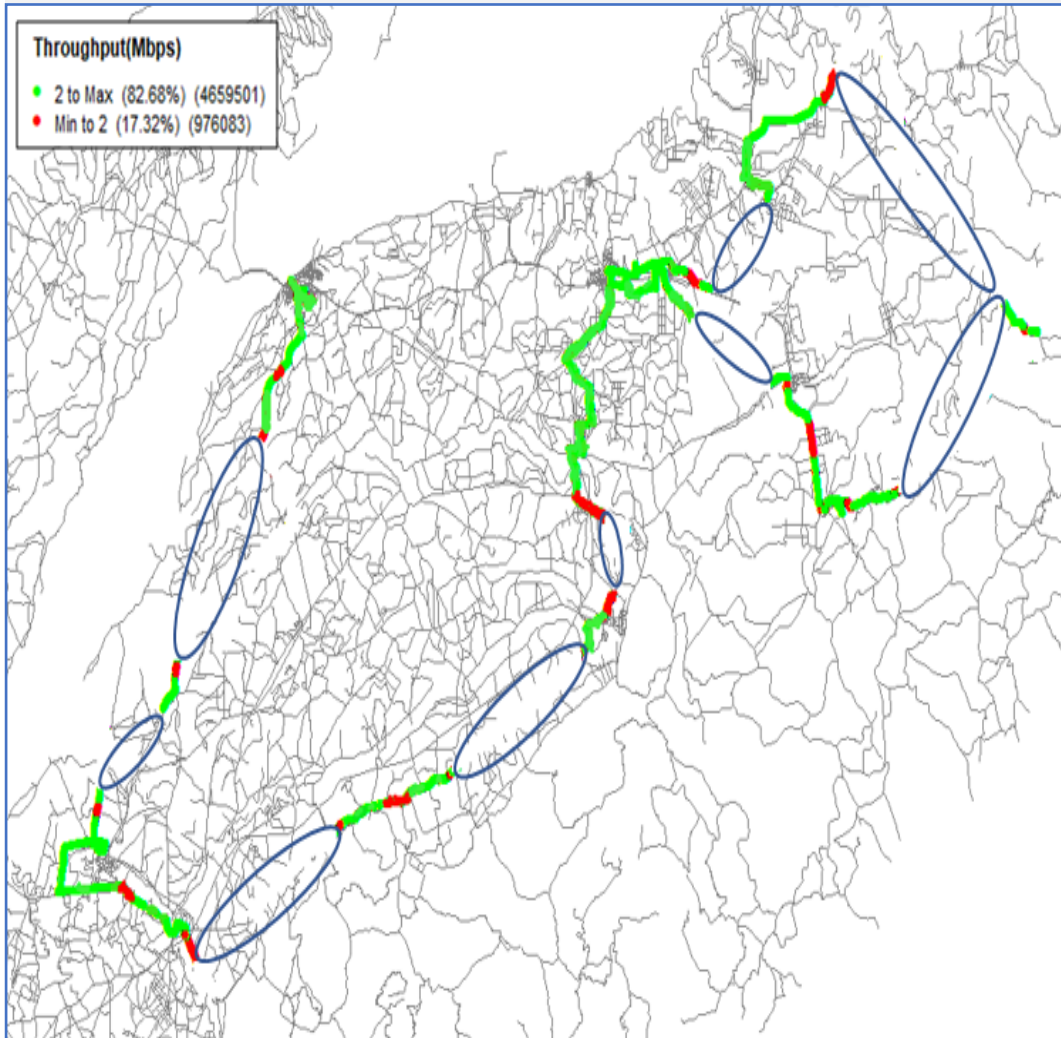 Throughput(Mbps)
2 to Max (82.68%) (4659501)
Min to 2 (17.32%) (976083)